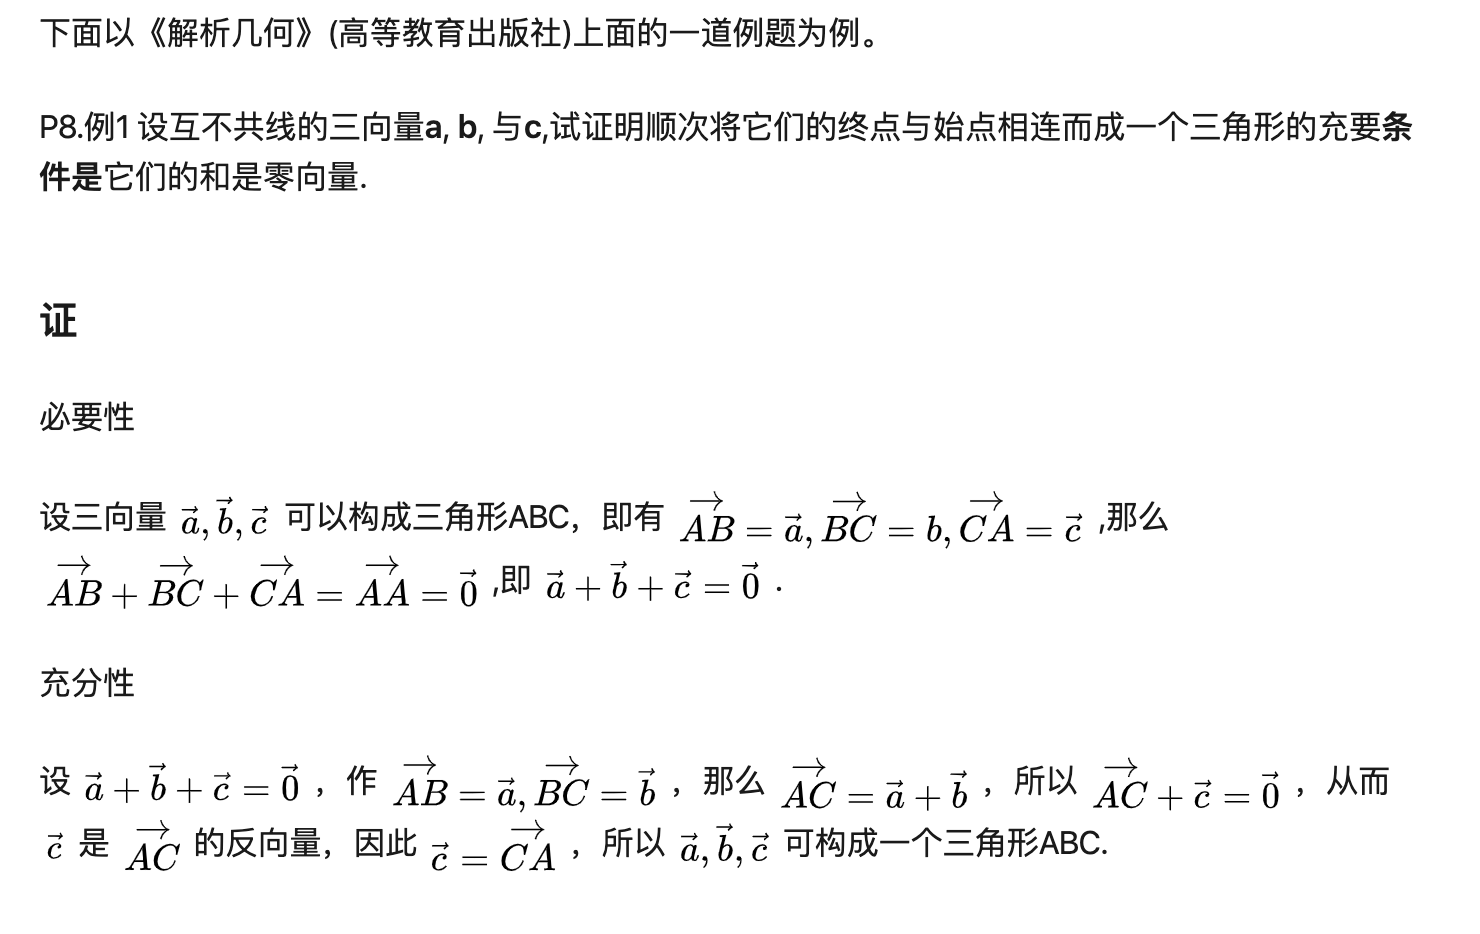 下面以《解析几何》(高等教育出版社)上面的一道例题为例。
P8.例1 设互不共线的三向量a, b, 与c,试证明顺次将它们的终点与始点相连而成一个三角形的充要条
件是它们的和是零向量.
证
必要性
设三向量 $\vec{a}, \vec{b}, \vec{c}$ 可以构成三角形ABC，即有 $\overrightarrow{AB} = \vec{a}, \overrightarrow{BC} = b, \overrightarrow{CA} = \vec{c}$ ,那么
$\overrightarrow{AB} + \overrightarrow{BC} + \overrightarrow{CA} = \overrightarrow{AA} = \vec{0}$ ,即 $\vec{a} + \vec{b} + \vec{c} = \vec{0}$ .
充分性
设 $\vec{a} + \vec{b} + \vec{c} = \vec{0}$ ，作 $\overrightarrow{AB} = \vec{a}, \overrightarrow{BC} = \vec{b}$ ，那么 $\overrightarrow{AC} = \vec{a} + \vec{b}$ ，所以 $\overrightarrow{AC} + \vec{c} = \vec{0}$ ，从而
$\vec{c}$ 是 $\overrightarrow{AC}$ 的反向量，因此 $\vec{c} = \overrightarrow{CA}$ ，所以 $\vec{a}, \vec{b}, \vec{c}$ 可构成一个三角形ABC.